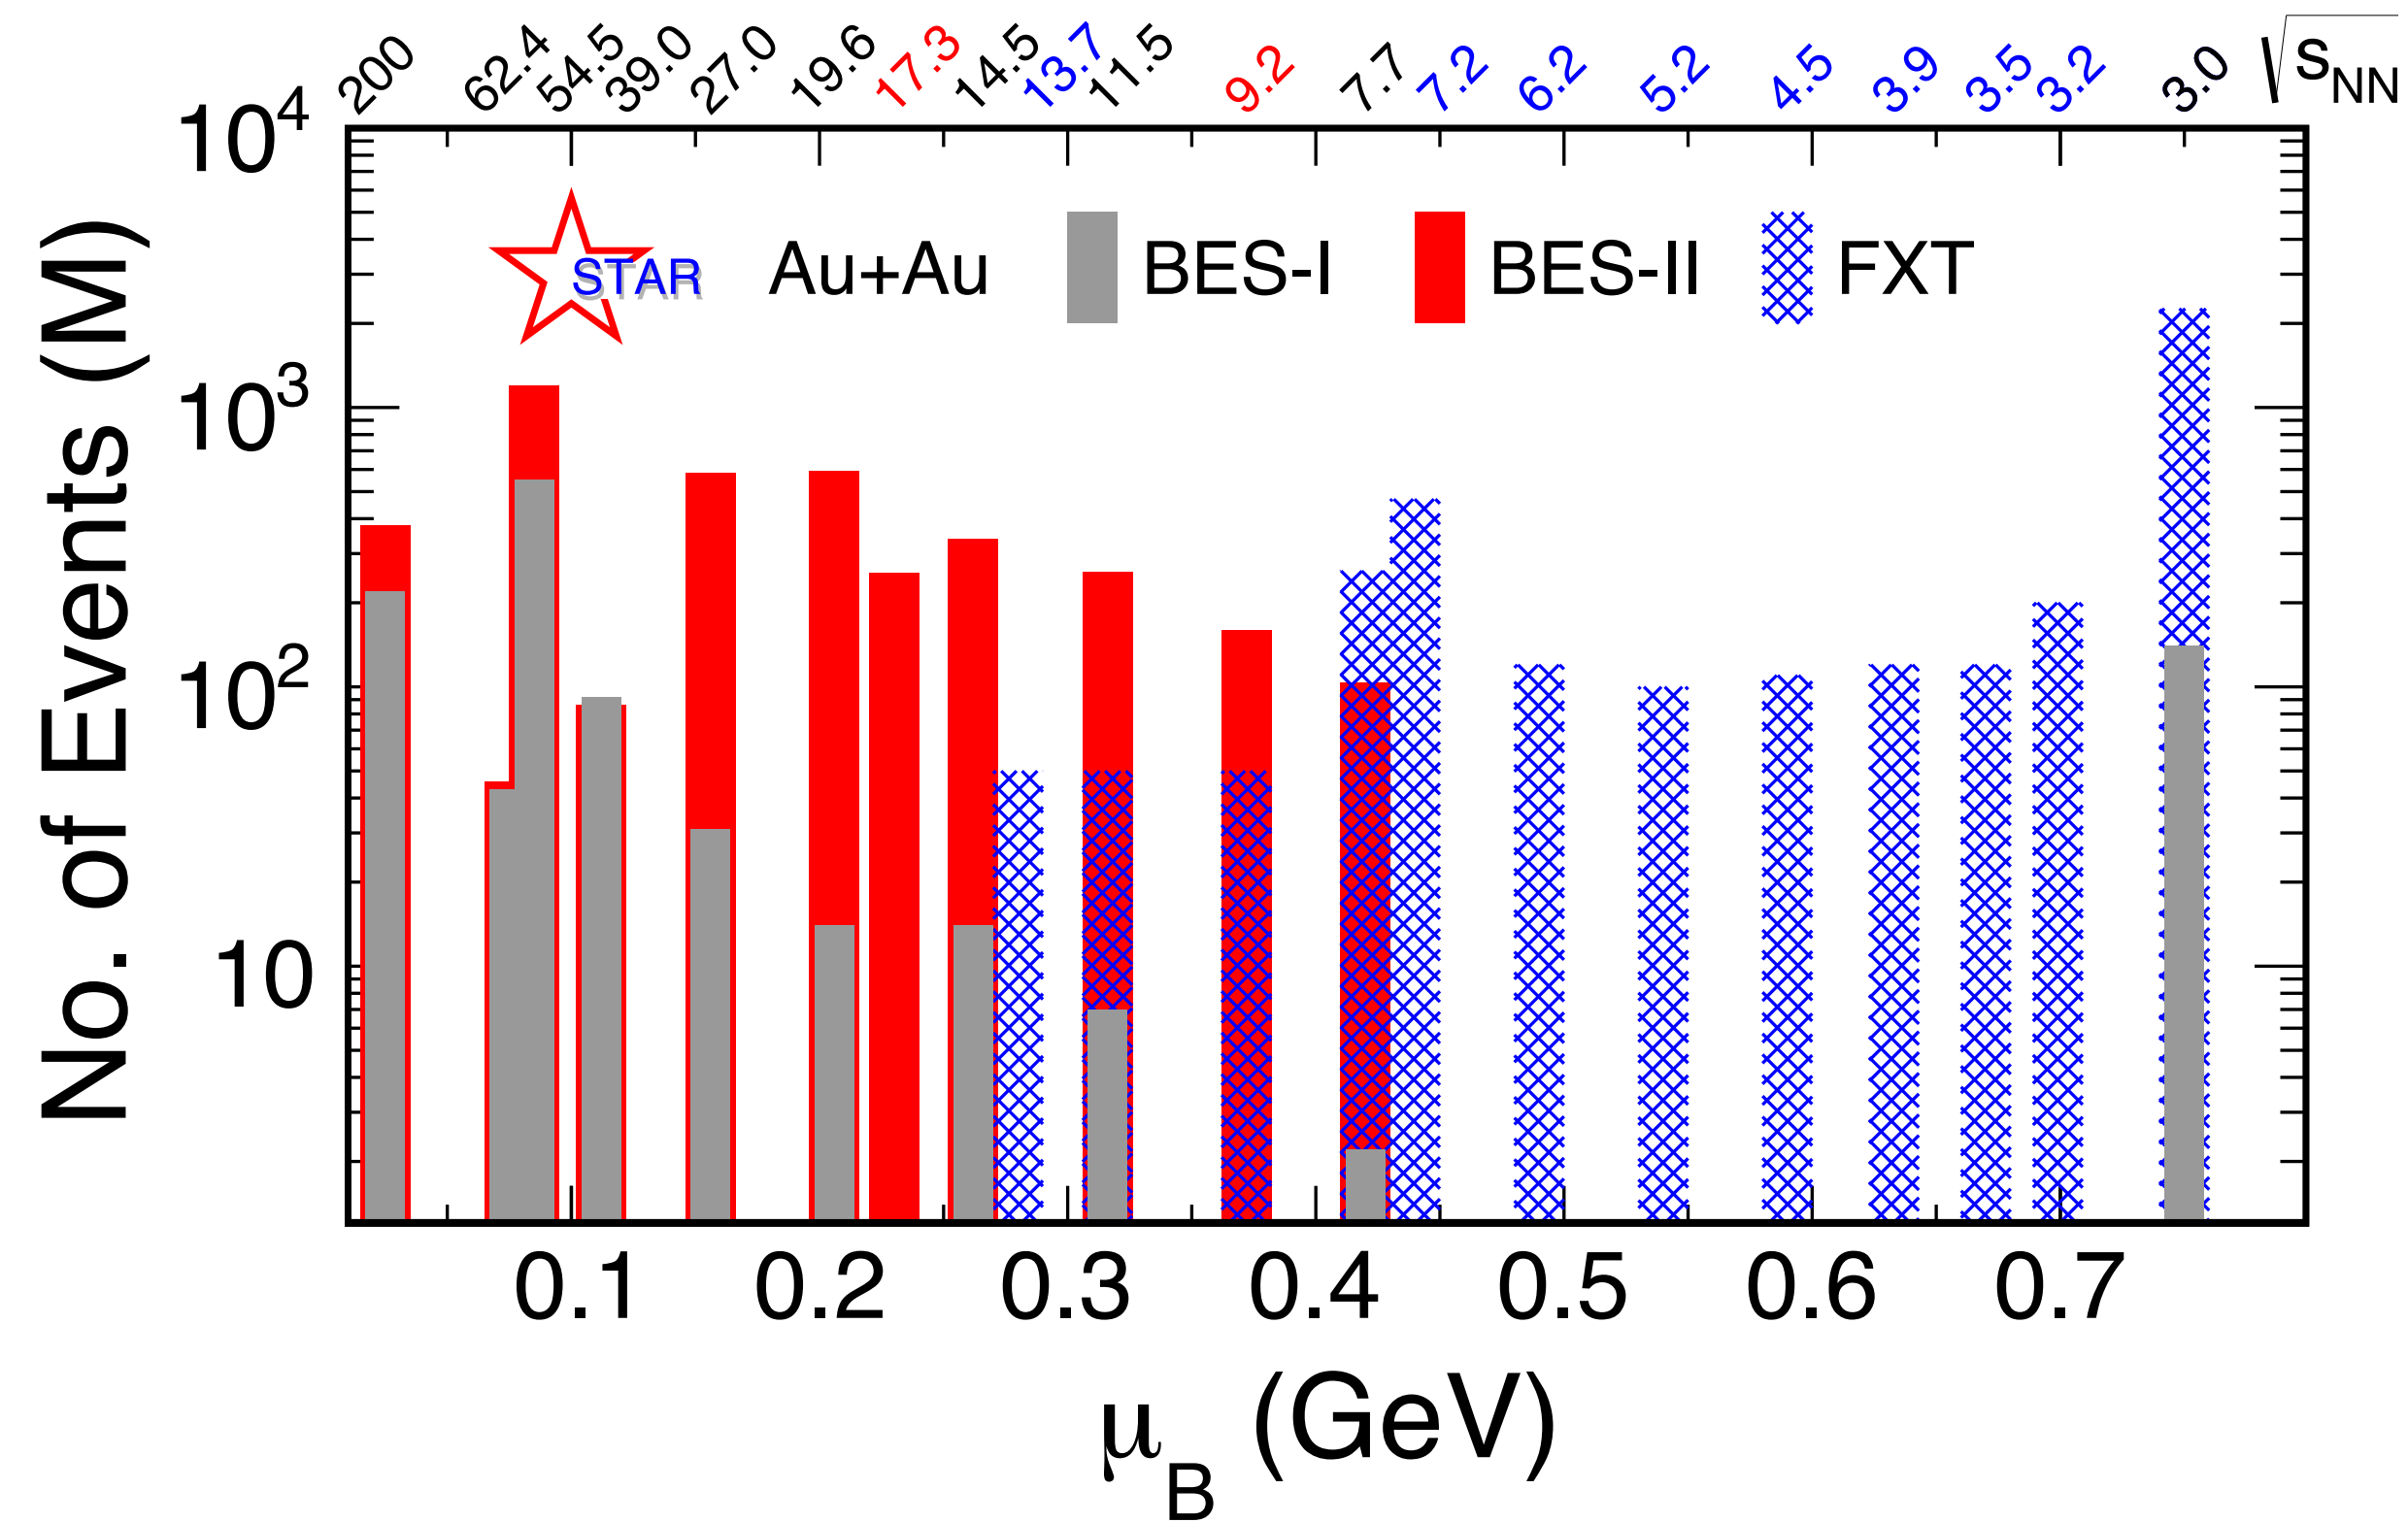 200 62.4 54.5 39.0 27.0 19.6 17.3 14.5 13.7 11.5 9.2 7.7 7.2 6.2 5.2 4.5 3.9 3.5 3.2 3.0 √sNN
10⁴
STAR Au+Au BES-I BES-II FXT
10³
10²
10
No. of Events (M)
0.1 0.2 0.3 0.4 0.5 0.6 0.7
μB (GeV)